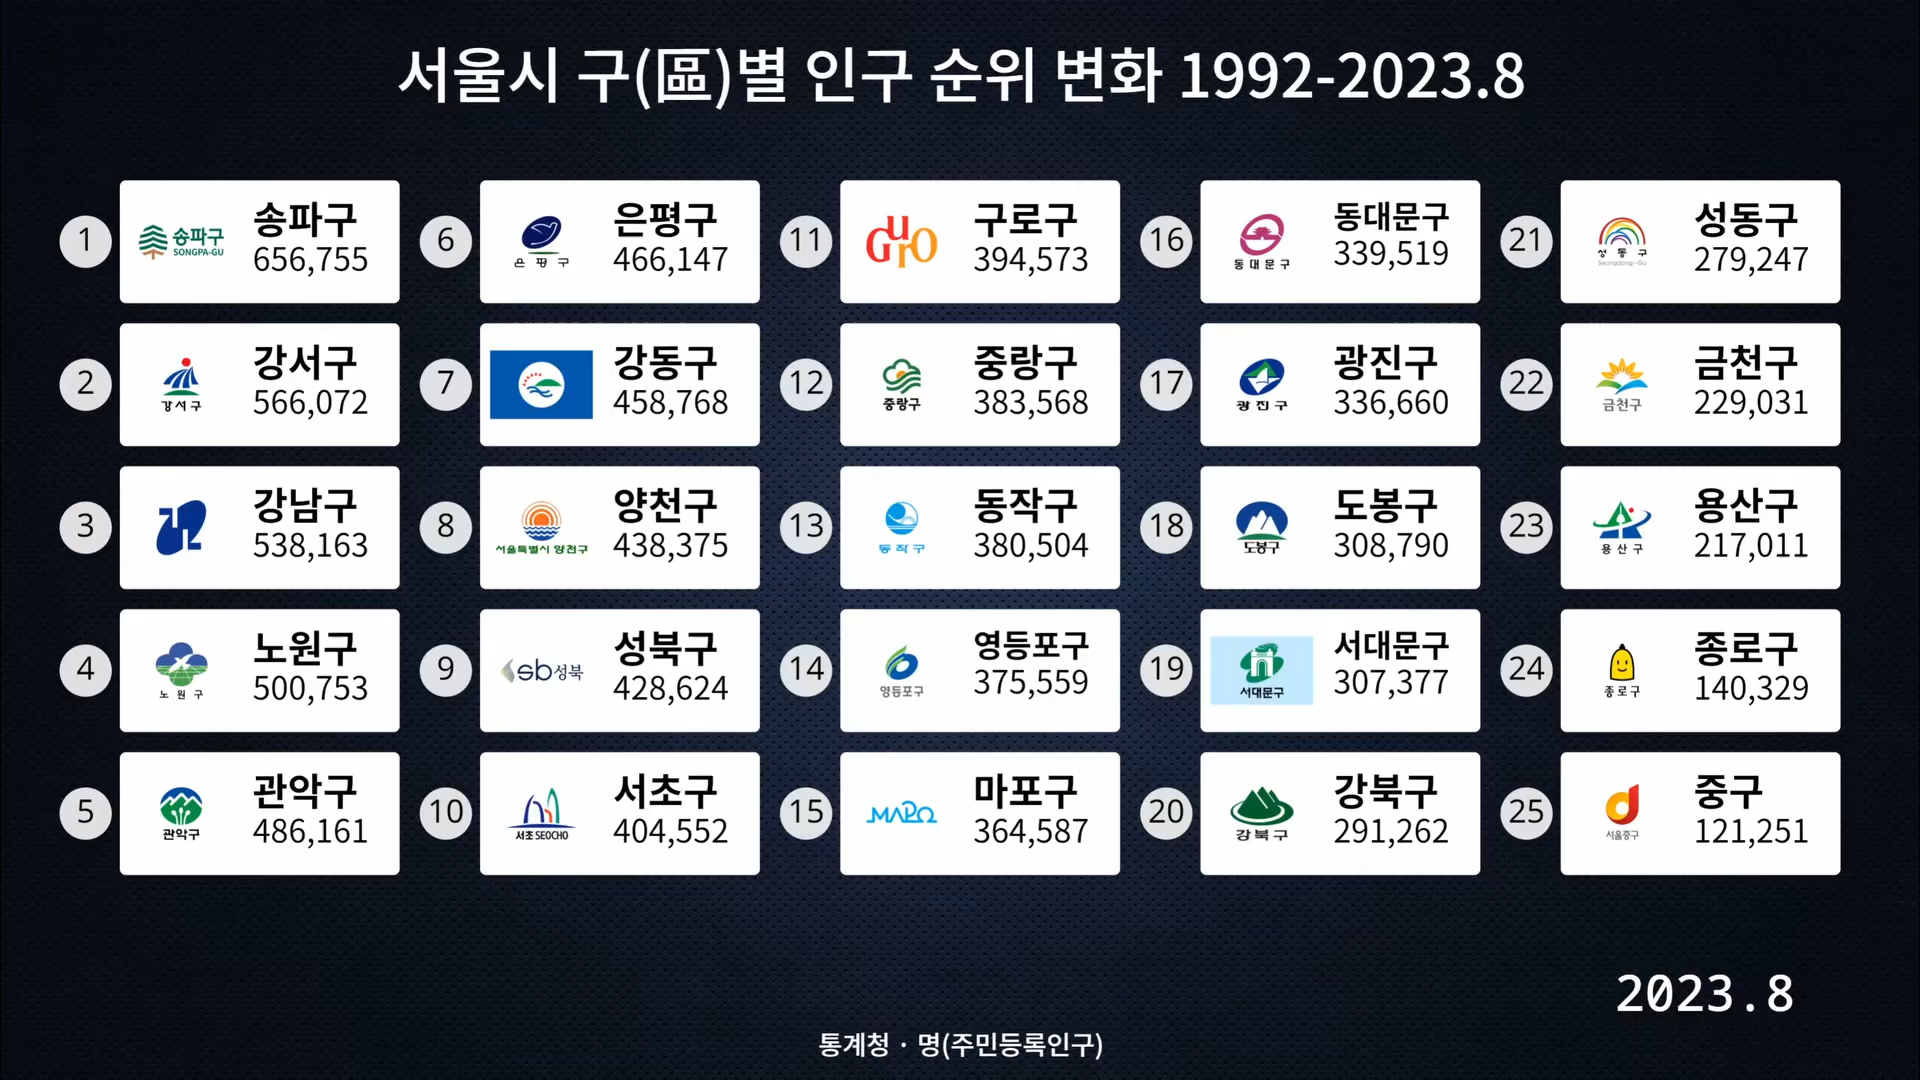 서울시 구(區)별 인구 순위 변화 1992-2023.8
1
송파구
SONGPA-GU
송파구
656,755
2
강서구
강서구
566,072
3
강남구
538,163
4
노원구
노원구
500,753
5
관악구
관악구
486,161
6
은평구
은평구
466,147
7
강동구
458,768
8
서울특별시 양천구
양천구
438,375
9
sb성북
성북구
428,624
10
서초 SEOCHO
서초구
404,552
11
Guro
구로구
394,573
12
중랑구
중랑구
383,568
13
동작구
동작구
380,504
14
영등포구
영등포구
375,559
15
MAPO
마포구
364,587
16
동대문구
동대문구
339,519
17
광진구
광진구
336,660
18
도봉구
도봉구
308,790
19
서대문구
서대문구
307,377
20
강북구
강북구
291,262
21
성동구
Seongdong-Gu
성동구
279,247
22
금천구
금천구
229,031
23
용산구
용산구
217,011
24
종로구
종로구
140,329
25
서울중구
중구
121,251
2023.8
통계청 · 명(주민등록인구)